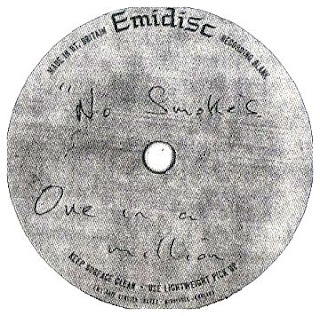 Emidisc
MADE IN GT. BRITAIN
RECORDING BLANK
"No Smokes
One in a
million
KEEP SURFACE CLEAN • USE LIGHTWEIGHT PICK UP